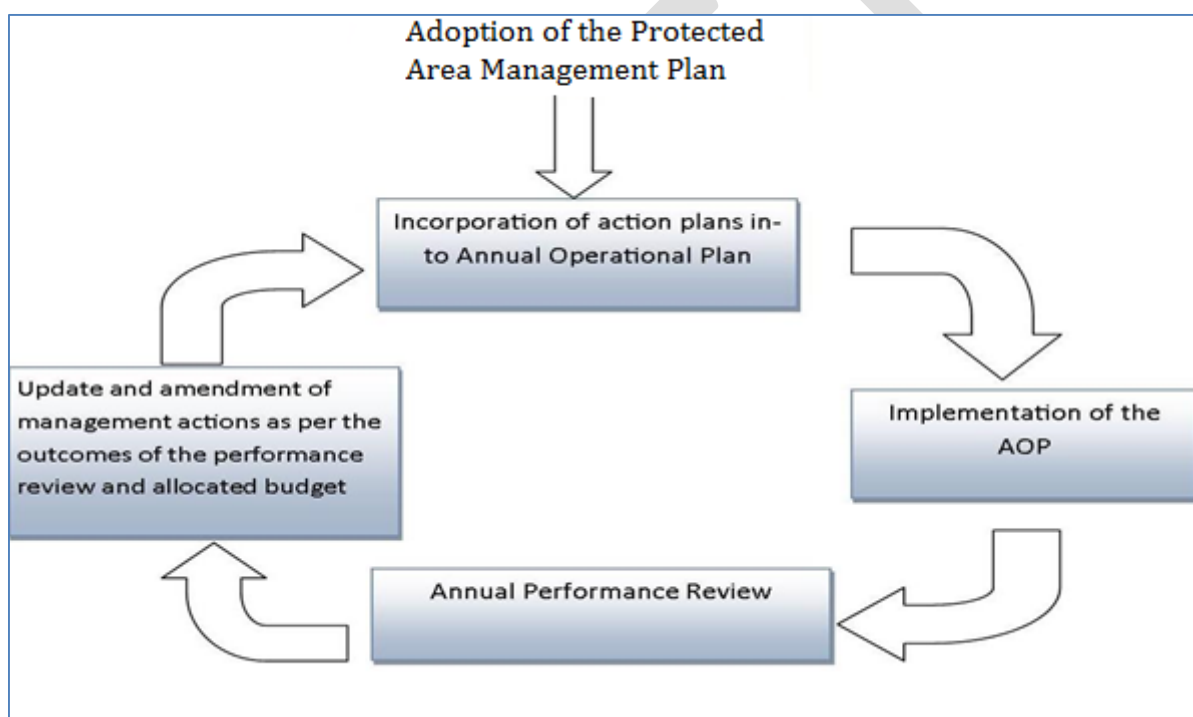 Adoption of the Protected
Area Management Plan
Incorporation of action plans in-
to Annual Operational Plan
Implementation of the
AOP
Annual Performance Review
Update and amendment of
management actions as per the
outcomes of the performance
review and allocated budget